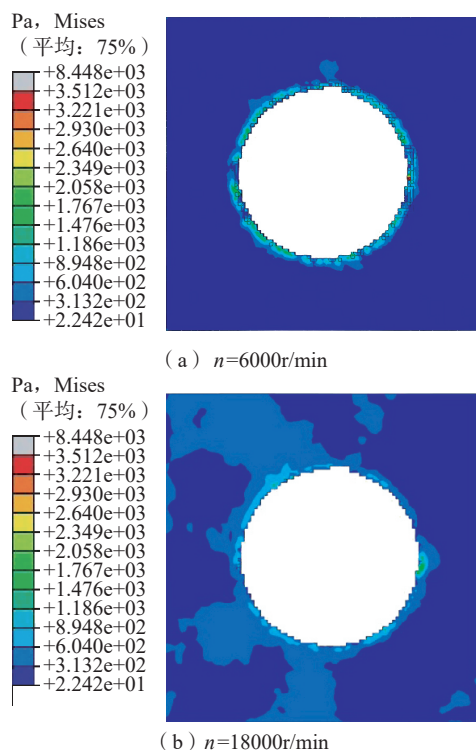 Pa，Mises
（平均：75%）
+8.448e+03
+3.512e+03
+3.221e+03
+2.930e+03
+2.640e+03
+2.349e+03
+2.058e+03
+1.767e+03
+1.476e+03
+1.186e+03
+8.948e+02
+6.040e+02
+3.132e+02
+2.242e+01
（a）n=6000r/min
Pa，Mises
（平均：75%）
+8.448e+03
+3.512e+03
+3.221e+03
+2.930e+03
+2.640e+03
+2.349e+03
+2.058e+03
+1.767e+03
+1.476e+03
+1.186e+03
+8.948e+02
+6.040e+02
+3.132e+02
+2.242e+01
（b）n=18000r/min